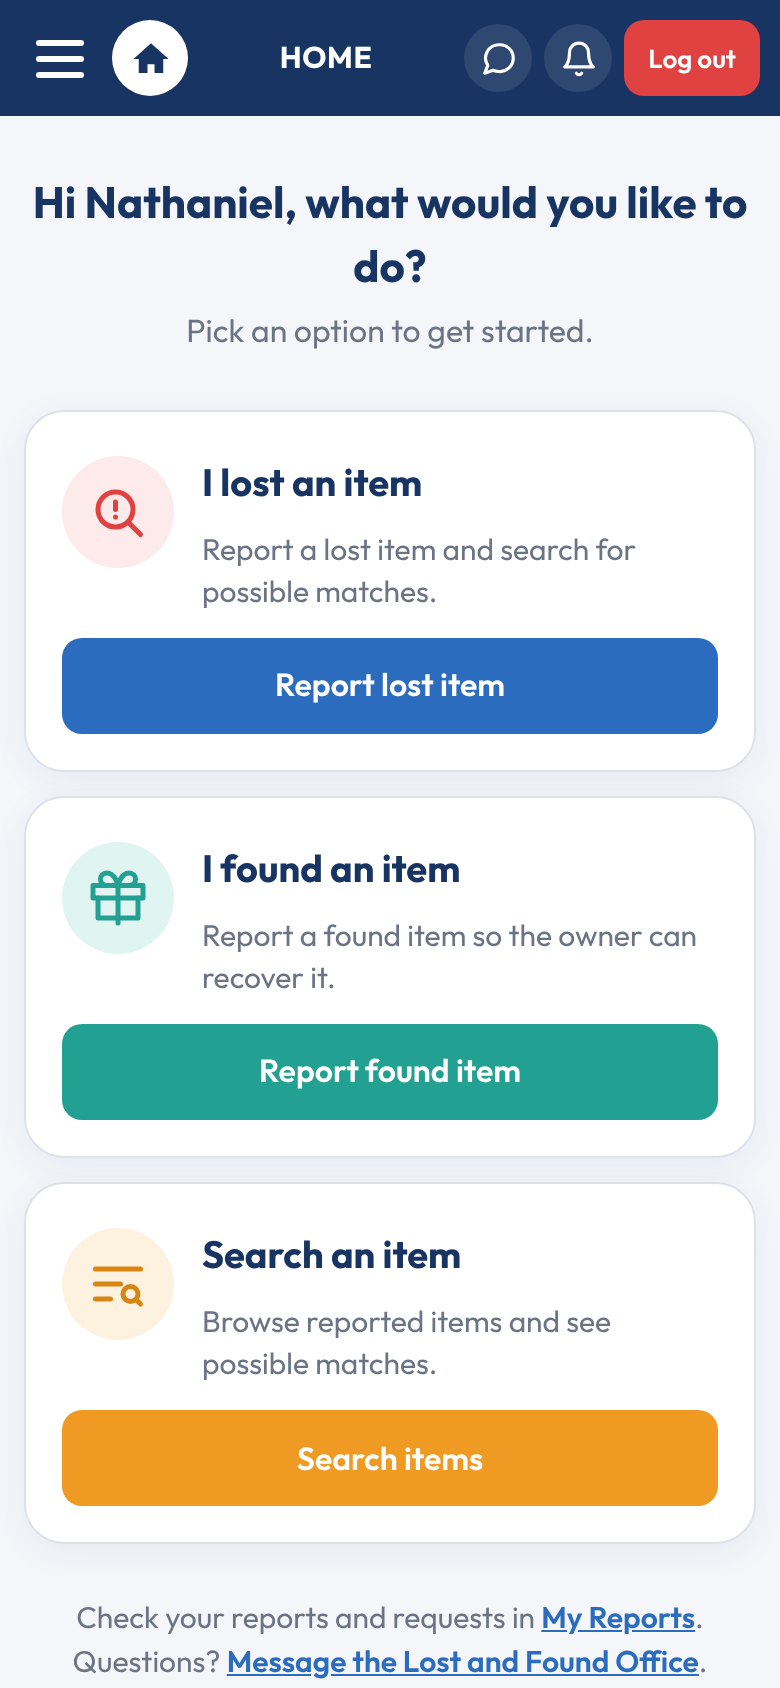 HOME
Log out
Hi Nathaniel, what would you like to
do?
Pick an option to get started.
I lost an item
Report a lost item and search for
possible matches.
Report lost item
I found an item
Report a found item so the owner can
recover it.
Report found item
Search an item
Browse reported items and see
possible matches.
Search items
Check your reports and requests in My Reports.
Questions? Message the Lost and Found Office.